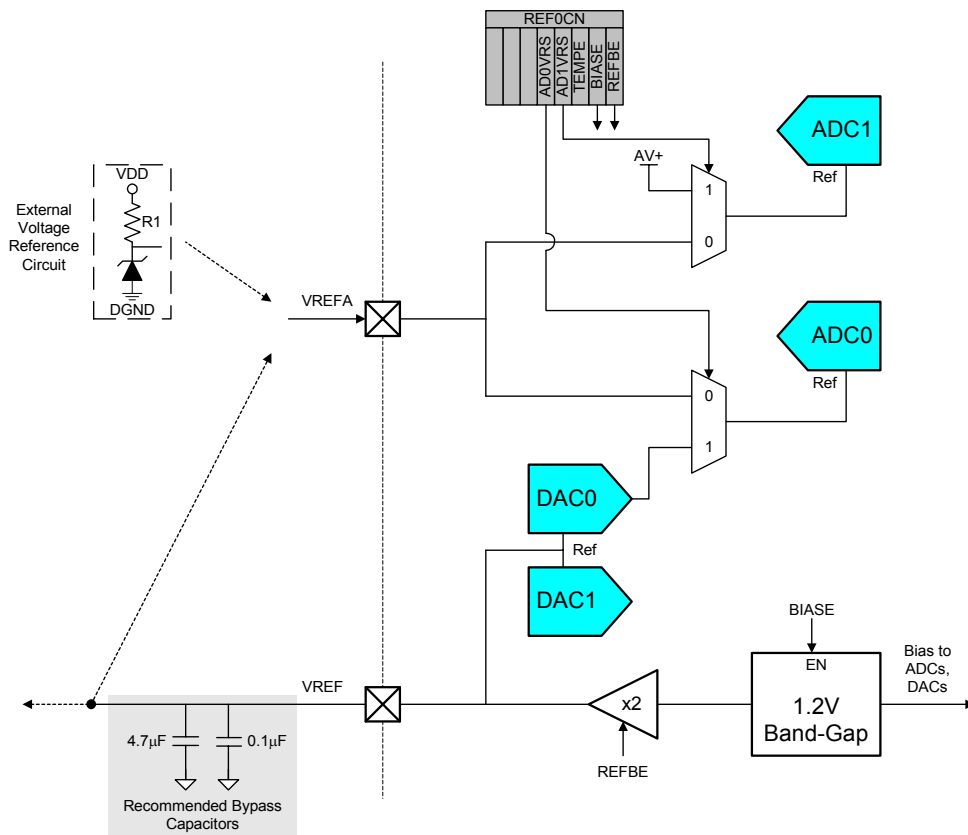 REF0CN
AD0VRS
AD1VRS
TEMPE
BIASE
REFBE
ADC1
Ref
AV+
1
0
External
Voltage
Reference
Circuit
VDD
R1
DGND
VREFA
ADC0
Ref
0
1
DAC0
Ref
DAC1
BIASE
EN
1.2V
Band-Gap
Bias to
ADCs,
DACs
x2
REFBE
VREF
4.7μF
0.1μF
Recommended Bypass
Capacitors